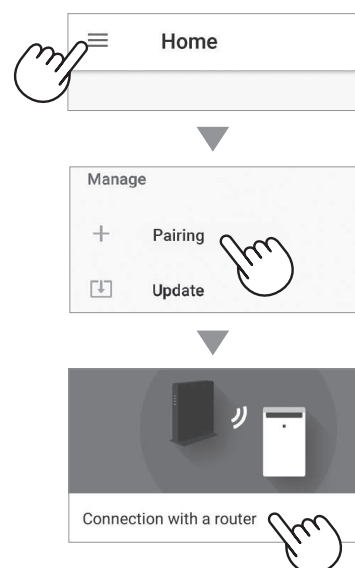 Home
Manage
Pairing
Update
Connection with a router